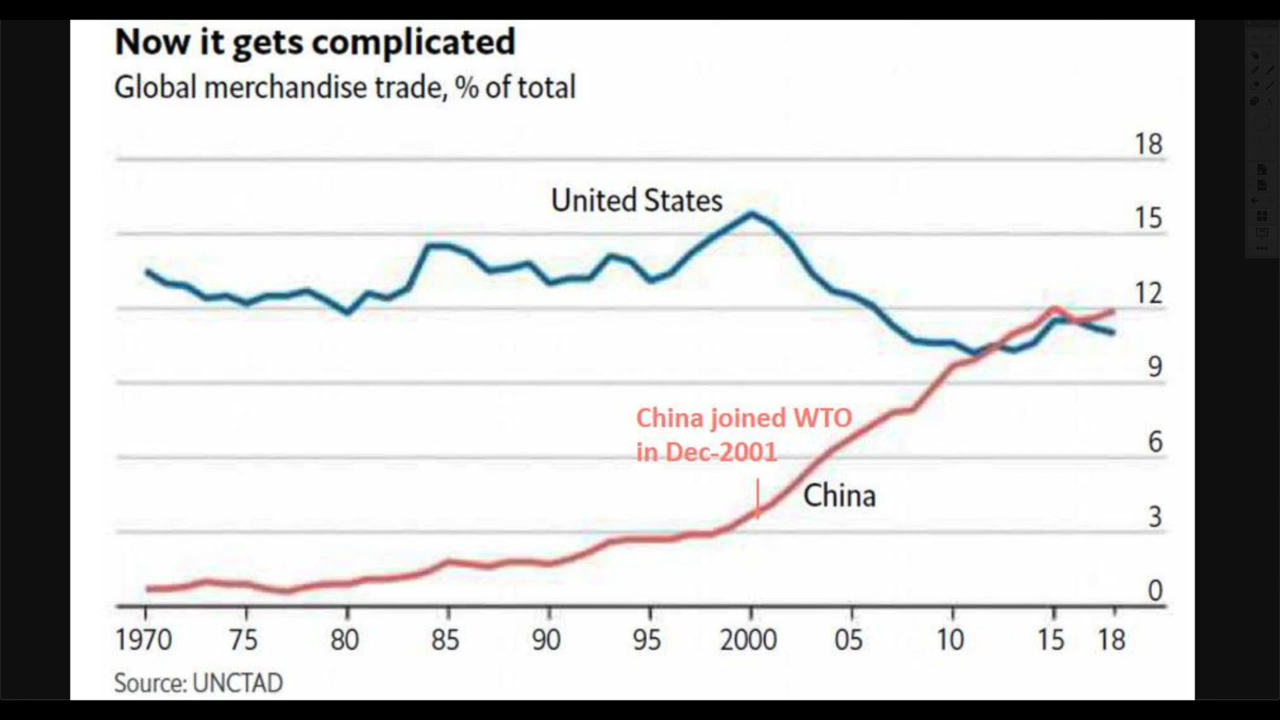 Now it gets complicated
Global merchandise trade, % of total
18
United States
15
12
9
China joined WTO
in Dec-2001
6
China
3
0
1970 75 80 85 90 95 2000 05 10 15 18
Source: UNCTAD